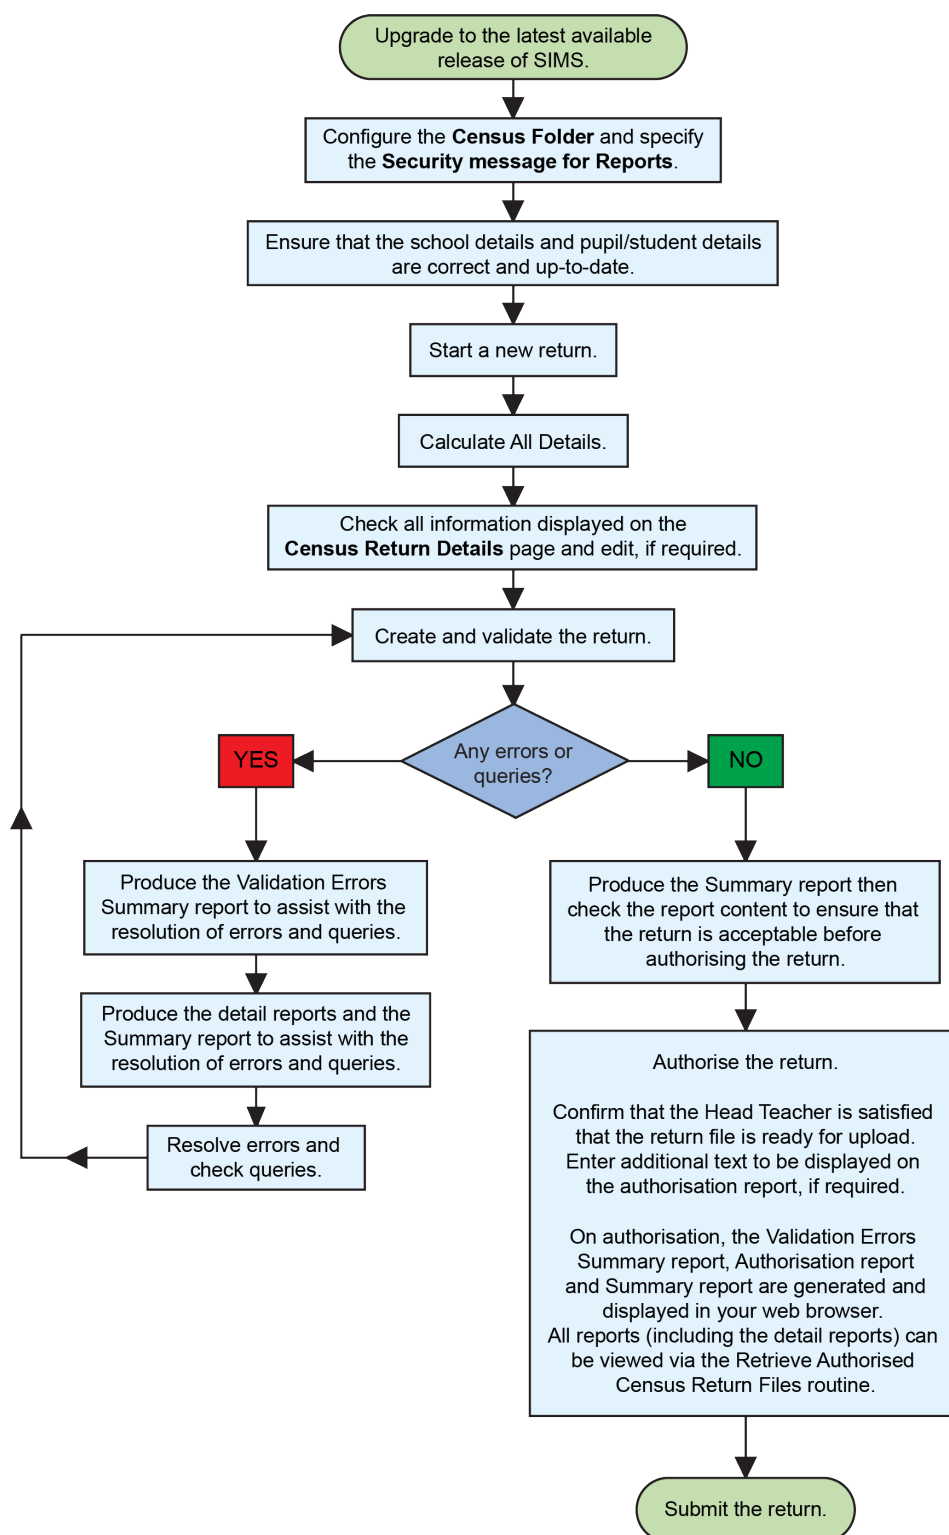 Upgrade to the latest available
release of SIMS.
Configure the Census Folder and specify
the Security message for Reports.
Ensure that the school details and pupil/student details
are correct and up-to-date.
Start a new return.
Calculate All Details.
Check all information displayed on the
Census Return Details page and edit, if required.
Create and validate the return.
Any errors or
queries?
YES
NO
Produce the Validation Errors
Summary report to assist with the
resolution of errors and queries.
Produce the detail reports and the
Summary report to assist with the
resolution of errors and queries.
Resolve errors and
check queries.
Produce the Summary report then
check the report content to ensure that
the return is acceptable before
authorising the return.
Authorise the return.
Confirm that the Head Teacher is satisfied
that the return file is ready for upload.
Enter additional text to be displayed on
the authorisation report, if required.
On authorisation, the Validation Errors
Summary report, Authorisation report
and Summary report are generated and
displayed in your web browser.
All reports (including the detail reports) can
be viewed via the Retrieve Authorised
Census Return Files routine.
Submit the return.